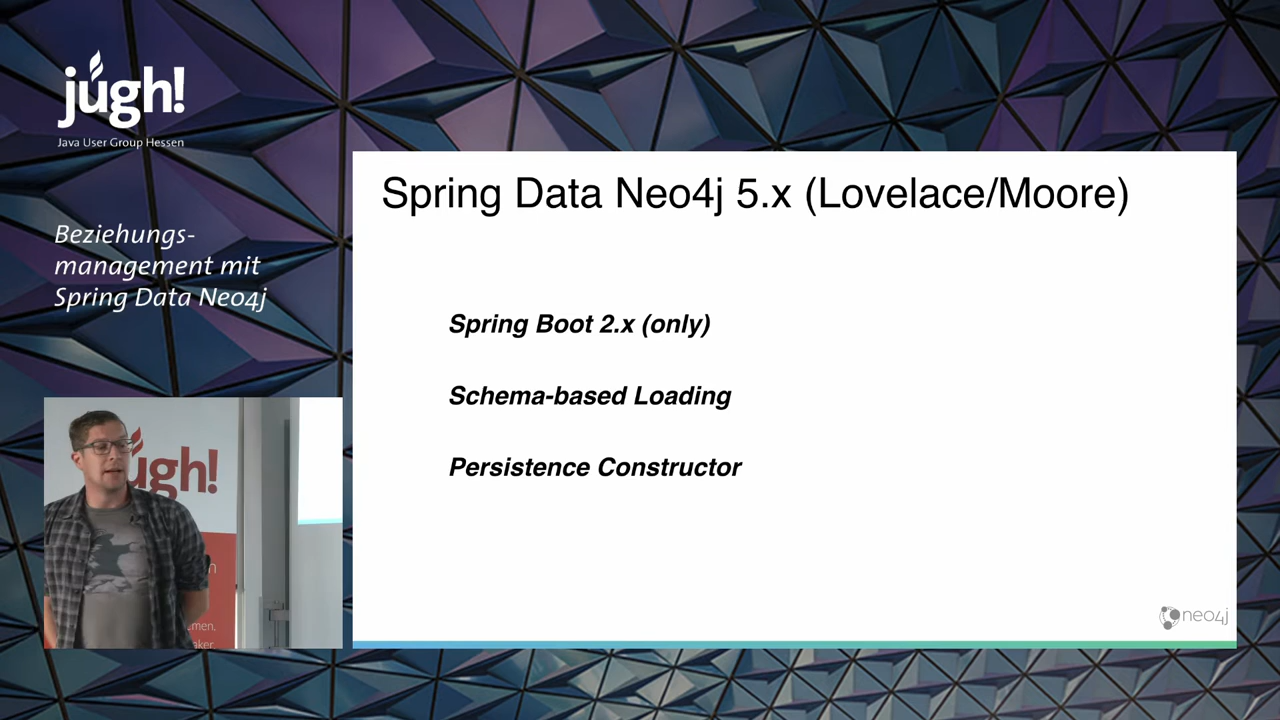 jugh!
Java User Group Hessen
Beziehungs-
management mit
Spring Data Neo4j
Spring Data Neo4j 5.x (Lovelace/Moore)
Spring Boot 2.x (only)
Schema-based Loading
Persistence Constructor
neo4j
ugh!